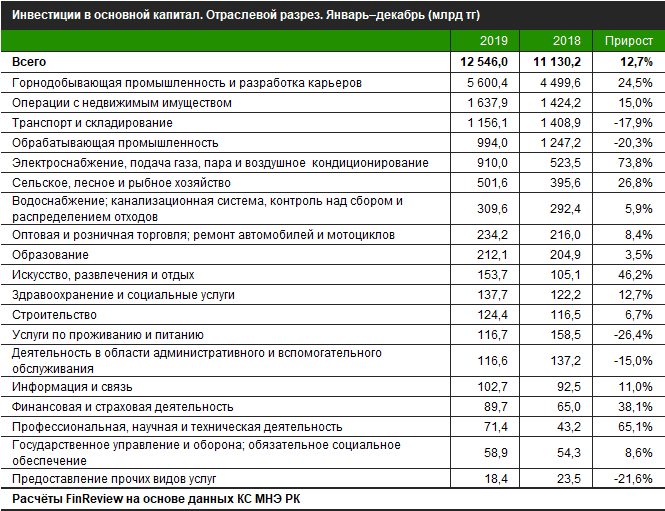 Инвестиции в основной капитал. Отраслевой разрез. Январь–декабрь (млрд тг)
2019 2018 Прирост
Всего 12 546,0 11 130,2 12,7%
Горнодобывающая промышленность и разработка карьеров 5 600,4 4 499,6 24,5%
Операции с недвижимым имуществом 1 637,9 1 424,2 15,0%
Транспорт и складирование 1 156,1 1 408,9 -17,9%
Обрабатывающая промышленность 994,0 1 247,2 -20,3%
Электроснабжение, подача газа, пара и воздушное кондиционирование 910,0 523,5 73,8%
Сельское, лесное и рыбное хозяйство 501,6 395,6 26,8%
Водоснабжение; канализационная система, контроль над сбором и
распределением отходов 309,6 292,4 5,9%
Оптовая и розничная торговля; ремонт автомобилей и мотоциклов 234,2 216,0 8,4%
Образование 212,1 204,9 3,5%
Искусство, развлечения и отдых 153,7 105,1 46,2%
Здравоохранение и социальные услуги 137,7 122,2 12,7%
Строительство 124,4 116,5 6,7%
Услуги по проживанию и питанию 116,7 158,5 -26,4%
Деятельность в области административного и вспомогательного
обслуживания 116,6 137,2 -15,0%
Информация и связь 102,7 92,5 11,0%
Финансовая и страховая деятельность 89,7 65,0 38,1%
Профессиональная, научная и техническая деятельность 71,4 43,2 65,1%
Государственное управление и оборона; обязательное социальное
обеспечение 58,9 54,3 8,6%
Предоставление прочих видов услуг 18,4 23,5 -21,6%
Расчёты FinReview на основе данных КС МНЭ РК